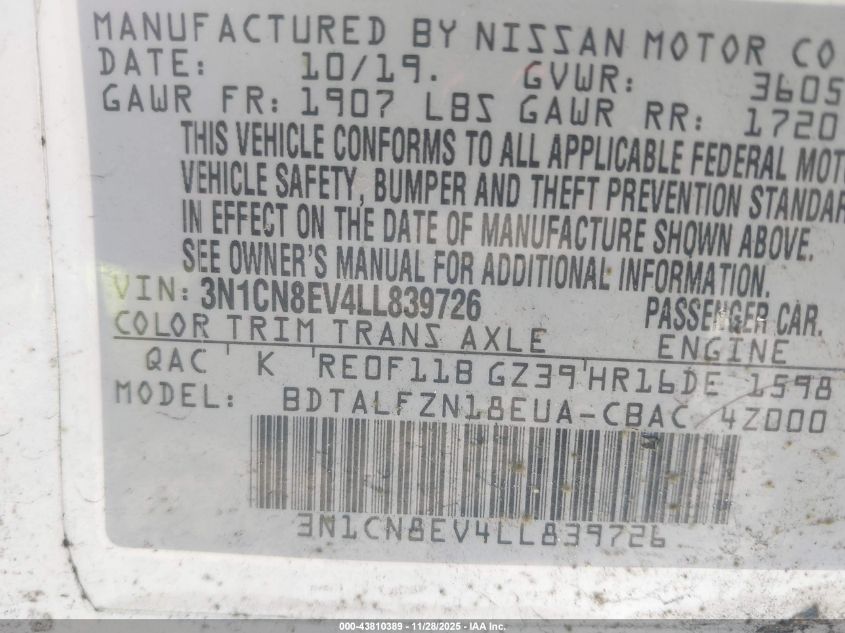 MANUFACTURED BY NISSAN MOTOR CO
DATE: 10/19. GVWR: 3605
GAWR FR: 1907 LBS GAWR RR: 1720
THIS VEHICLE CONFORMS TO ALL APPLICABLE FEDERAL MOTO
VEHICLE SAFETY, BUMPER AND THEFT PREVENTION STANDAR
IN EFFECT ON THE DATE OF MANUFACTURE SHOWN ABOVE.
SEE OWNER'S MANUAL FOR ADDITIONAL INFORMATION.
VIN: 3N1CN8EV4LL839726 PASSENGER CAR.
COLOR TRIM TRANS AXLE ENGINE
QAC K RE0F11B GZ39 HR16DE 1598
MODEL: BDTALFZN18EUA-CBAC 4Z000
3N1CN8EV4LL839726
000-43810389 - 11/28/2025 - IAA Inc.